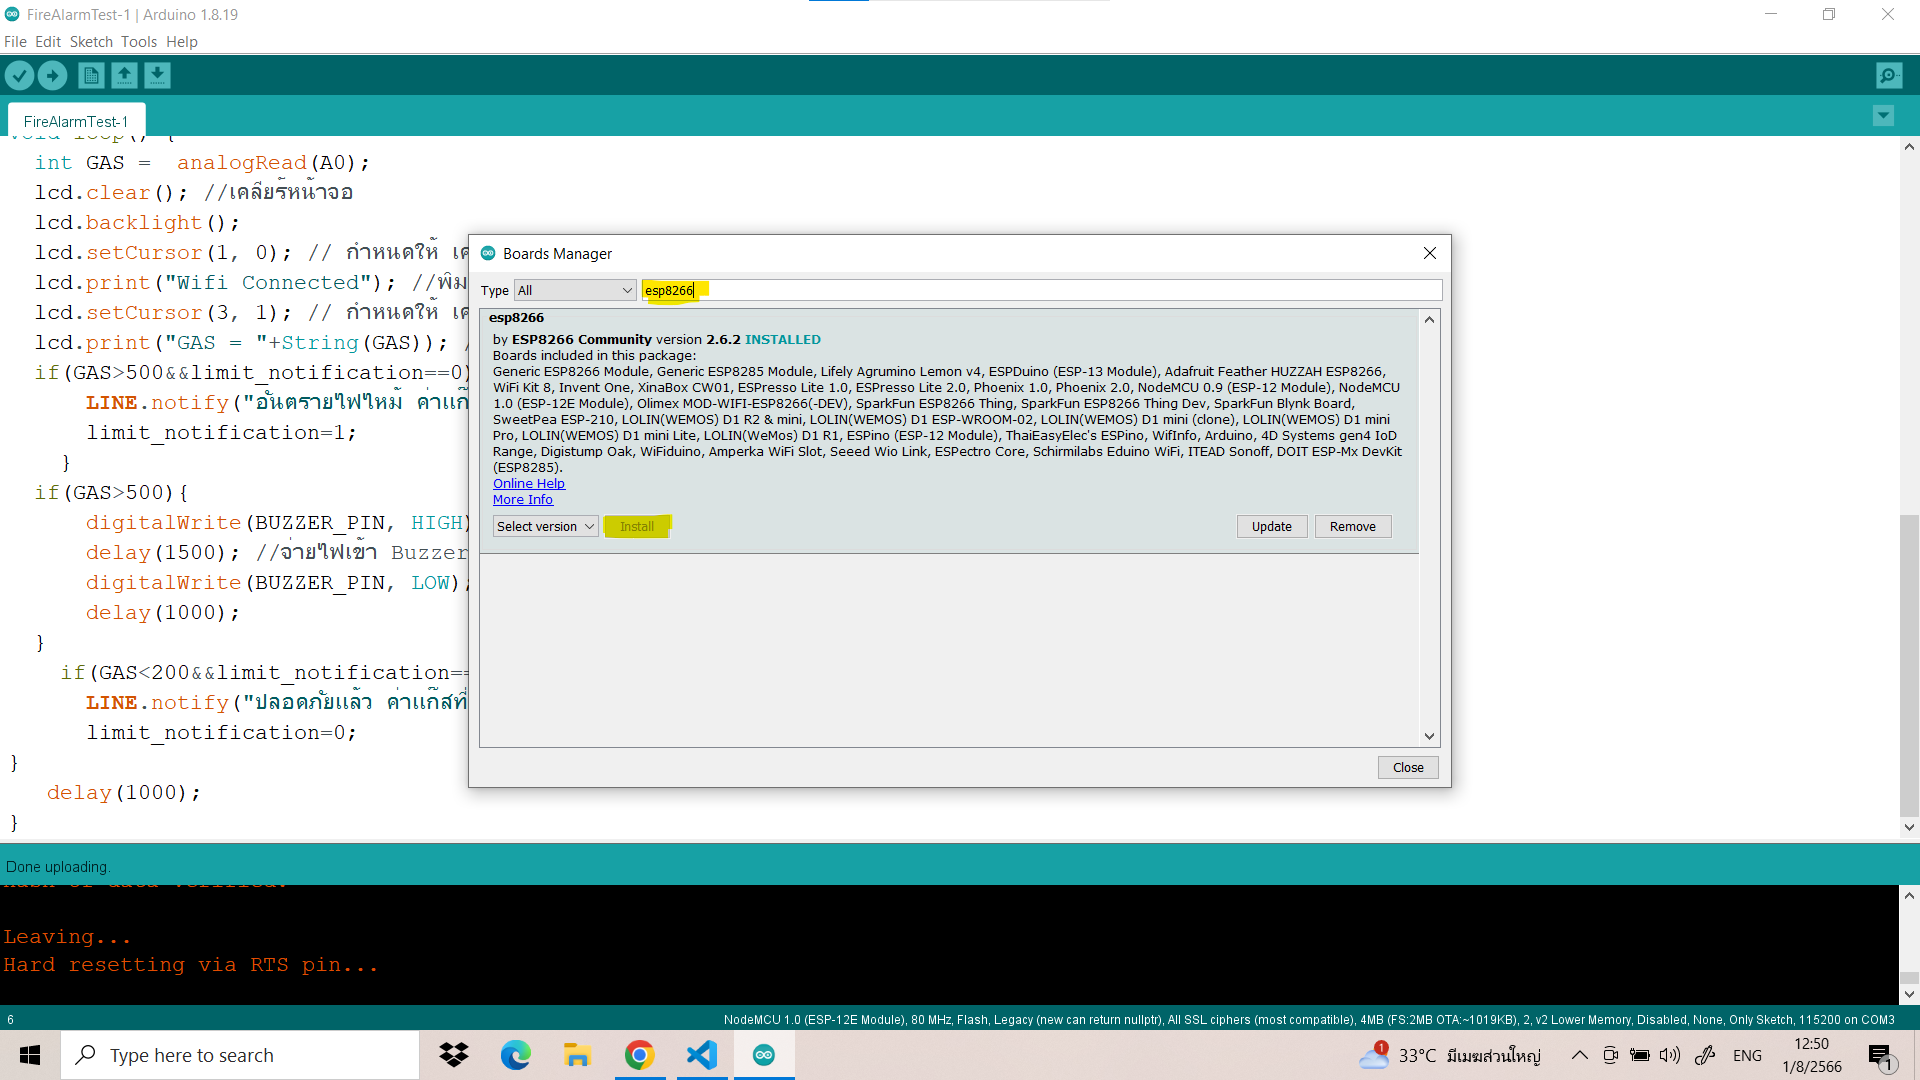 FireAlarmTest-1 | Arduino 1.8.19
File Edit Sketch Tools Help
FireAlarmTest-1
void loop() {
int GAS =  analogRead(A0);
lcd.clear(); //เคลียร์หน้าจอ
lcd.backlight();
lcd.setCursor(1, 0); // กำหนดให้ เค
lcd.print("Wifi Connected"); //พิม
lcd.setCursor(3, 1); // กำหนดให้ เค
lcd.print("GAS = "+String(GAS)); /
if(GAS>500&&limit_notification==0)
LINE.notify("อันตรายไฟไหม้ ค่าแก๊
limit_notification=1;
}
if(GAS>500){
digitalWrite(BUZZER_PIN, HIGH)
delay(1500); //จ่ายไฟเข้า Buzzer
digitalWrite(BUZZER_PIN, LOW);
delay(1000);
}
if(GAS<200&&limit_notification==
LINE.notify("ปลอดภัยแล้ว ค่าแก๊สที่
limit_notification=0;
}
delay(1000);
}
Boards Manager
Type All esp8266
esp8266
by ESP8266 Community version 2.6.2 INSTALLED
Boards included in this package:
Generic ESP8266 Module, Generic ESP8285 Module, Lifely Agrumino Lemon v4, ESPDuino (ESP-13 Module), Adafruit Feather HUZZAH ESP8266,
WiFi Kit 8, Invent One, XinaBox CW01, ESPresso Lite 1.0, ESPresso Lite 2.0, Phoenix 1.0, Phoenix 2.0, NodeMCU 0.9 (ESP-12 Module), NodeMCU
1.0 (ESP-12E Module), Olimex MOD-WIFI-ESP8266(-DEV), SparkFun ESP8266 Thing, SparkFun ESP8266 Thing Dev, SparkFun Blynk Board,
SweetPea ESP-210, LOLIN(WEMOS) D1 R2 & mini, LOLIN(WEMOS) D1 ESP-WROOM-02, LOLIN(WEMOS) D1 mini (clone), LOLIN(WEMOS) D1 mini
Pro, LOLIN(WEMOS) D1 mini Lite, LOLIN(WeMos) D1 R1, ESPino (ESP-12 Module), ThaiEasyElec's ESPino, WifInfo, Arduino, 4D Systems gen4 IoD
Range, Digistump Oak, WiFiduino, Amperka WiFi Slot, Seeed Wio Link, ESPectro Core, Schirmilabs Eduino WiFi, ITEAD Sonoff, DOIT ESP-Mx DevKit
(ESP8285).
Online Help
More Info
Select version Install Update Remove
Close
Done uploading.
Hash of data verified.
Leaving...
Hard resetting via RTS pin...
6 NodeMCU 1.0 (ESP-12E Module), 80 MHz, Flash, Legacy (new can return nullptr), All SSL ciphers (most compatible), 4MB (FS:2MB OTA:~1019KB), 2, v2 Lower Memory, Disabled, None, Only Sketch, 115200 on COM3
Type here to search
1 33°C มีเมฆส่วนใหญ่ ENG
12:50
1/8/2566
1